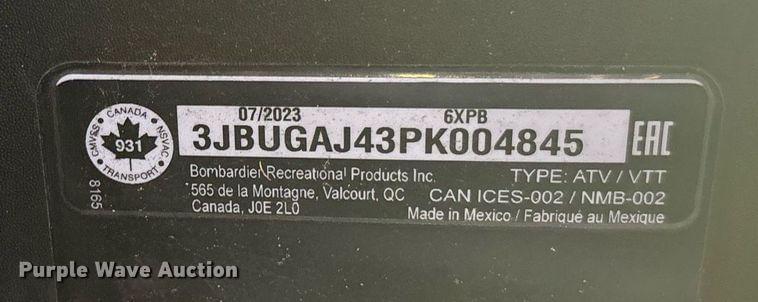 CANADA
CMVSS 931 NSVAC
TRANSPORT
8165
07/2023 6XPB
3JBUGAJ43PK004845
EAC
Bombardier Recreational Products Inc. TYPE: ATV / VTT
565 de la Montagne, Valcourt, QC CAN ICES-002 / NMB-002
Canada, J0E 2L0 Made in Mexico / Fabriqué au Mexique
Purple Wave Auction